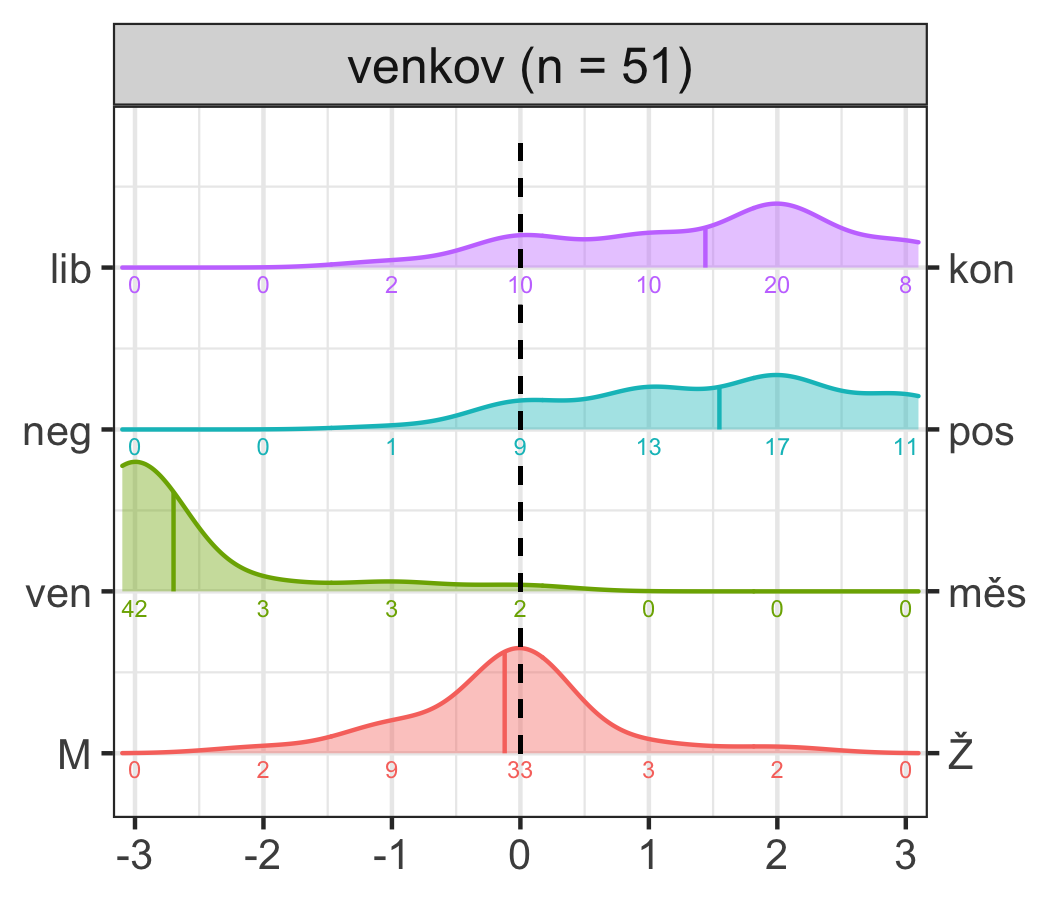 venkov (n = 51)
lib kon
0 0 2 10 10 20 8
neg pos
0 0 1 9 13 17 11
ven měs
42 3 3 2 0 0 0
M Ž
0 2 9 33 3 2 0
-3 -2 -1 0 1 2 3